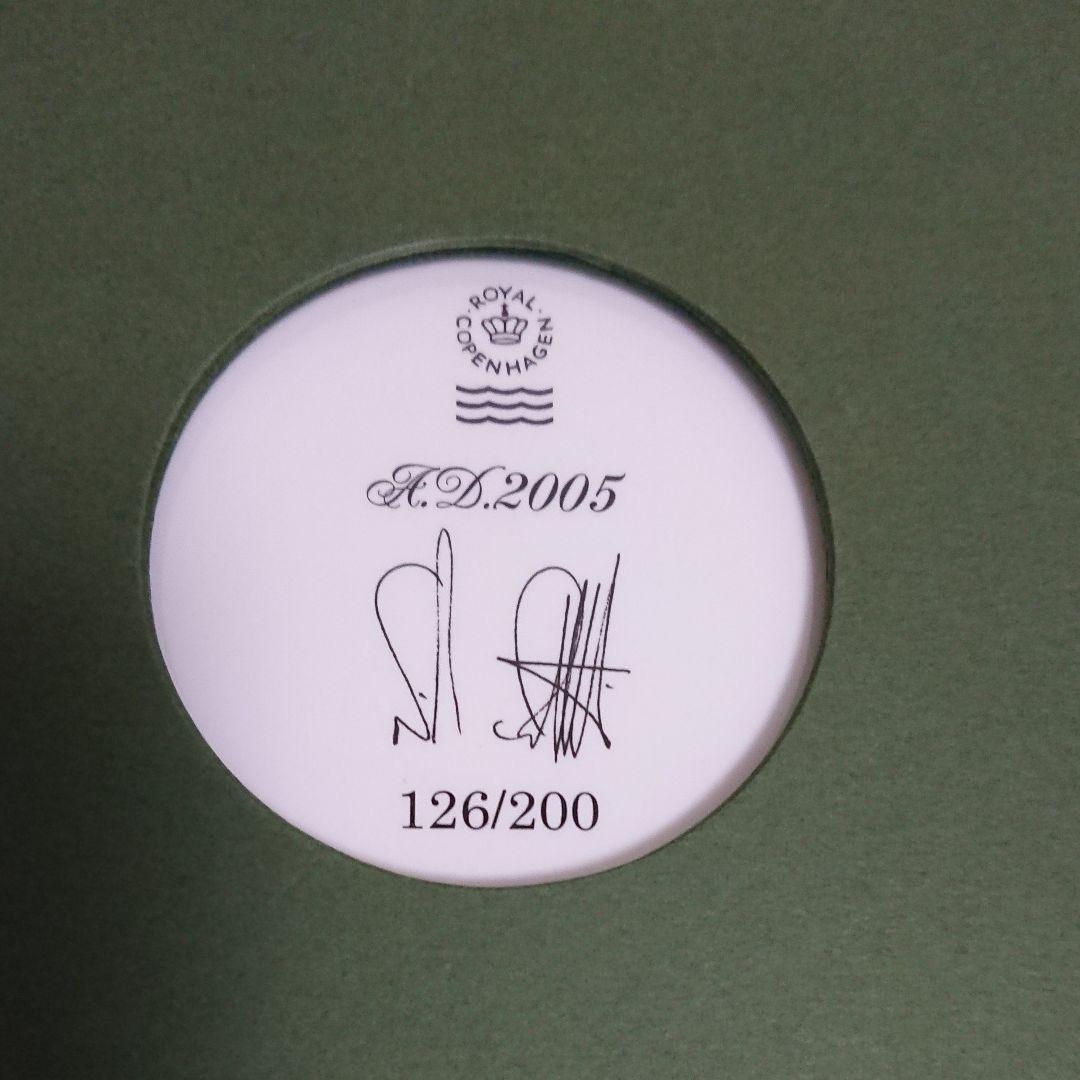 · ROYAL · COPENHAGEN
A.D.2005
126/200